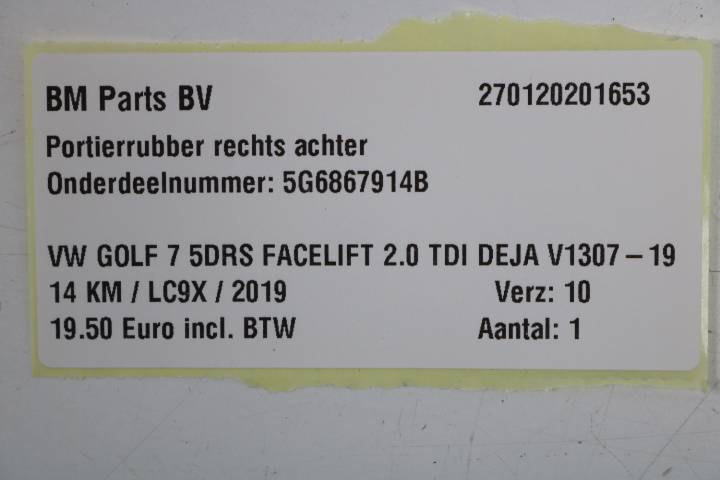 BM Parts BV 270120201653
Portierrubber rechts achter
Onderdeelnummer: 5G6867914B
VW GOLF 7 5DRS FACELIFT 2.0 TDI DEJA V1307-19
14 KM / LC9X / 2019 Verz: 10
19.50 Euro incl. BTW Aantal: 1